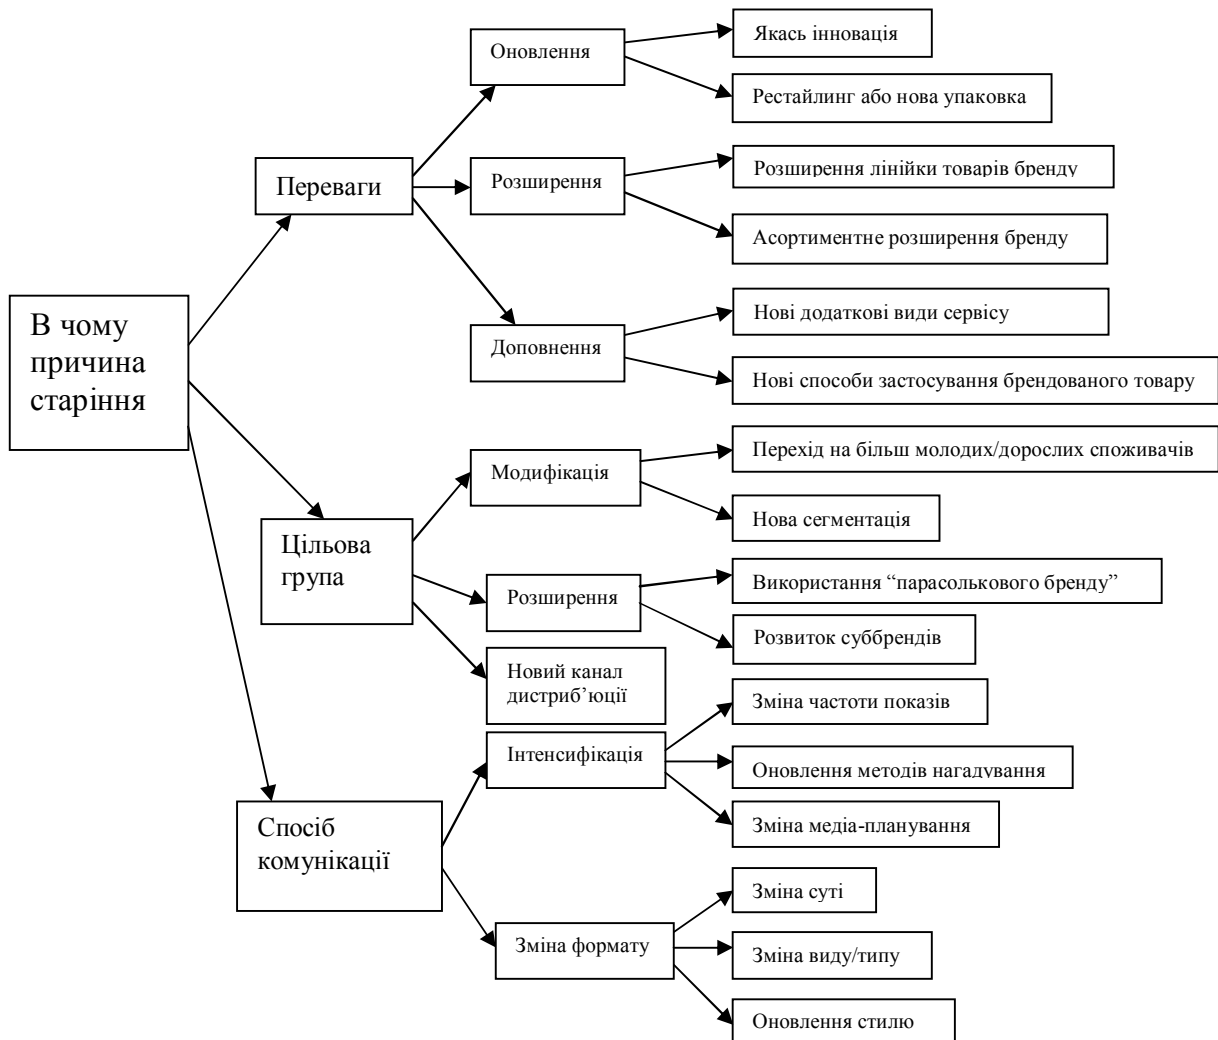 Оновлення
Якась інновація
Рестайлинг або нова упаковка
Переваги
Розширення
Розширення лінійки товарів бренду
Асортиментне розширення бренду
В чому
причина
старіння
Доповнення
Нові додаткові види сервісу
Нові способи застосування брендованого товару
Модифікація
Перехід на більш молодих/дорослих споживачів
Нова сегментація
Цільова
група
Розширення
Використання “парасолькового бренду”
Розвиток суббрендів
Новий канал
дистриб’юції
Інтенсифікація
Зміна частоти показів
Оновлення методів нагадування
Зміна медіа-планування
Спосіб
комунікації
Зміна формату
Зміна суті
Зміна виду/типу
Оновлення стилю